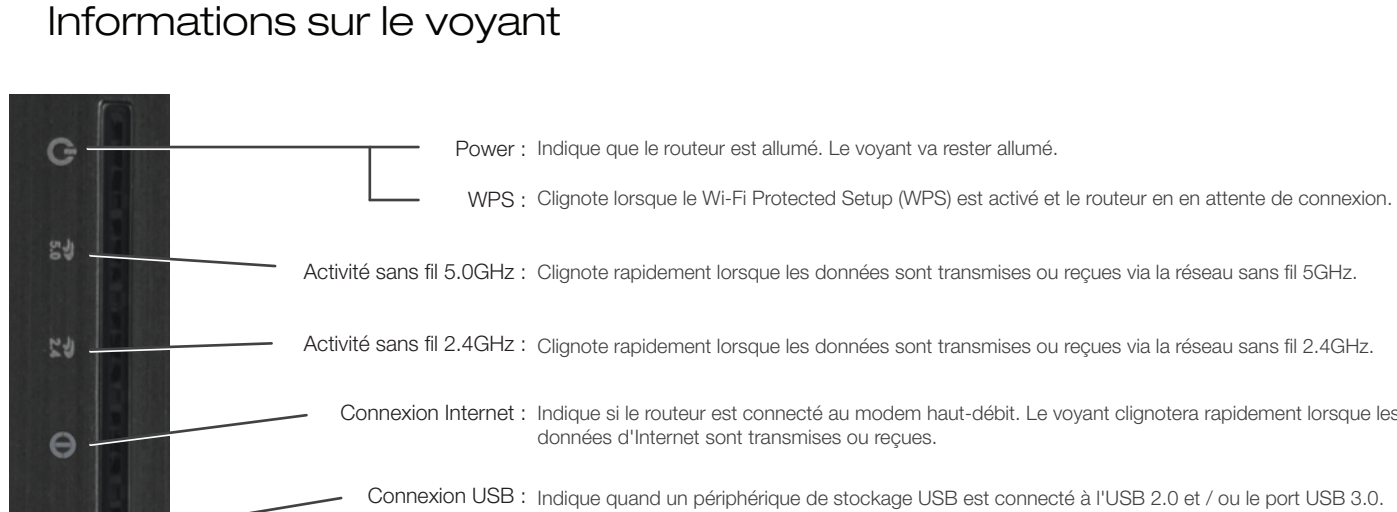 Informations sur le voyant
Power : Indique que le routeur est allumé. Le voyant va rester allumé.
WPS : Clignote lorsque le Wi-Fi Protected Setup (WPS) est activé et le routeur en en attente de connexion.
5.0
Activité sans fil 5.0GHz : Clignote rapidement lorsque les données sont transmises ou reçues via la réseau sans fil 5GHz.
2.4
Activité sans fil 2.4GHz : Clignote rapidement lorsque les données sont transmises ou reçues via la réseau sans fil 2.4GHz.
Connexion Internet : Indique si le routeur est connecté au modem haut-débit. Le voyant clignotera rapidement lorsque les
données d'Internet sont transmises ou reçues.
Connexion USB : Indique quand un périphérique de stockage USB est connecté à l'USB 2.0 et / ou le port USB 3.0.